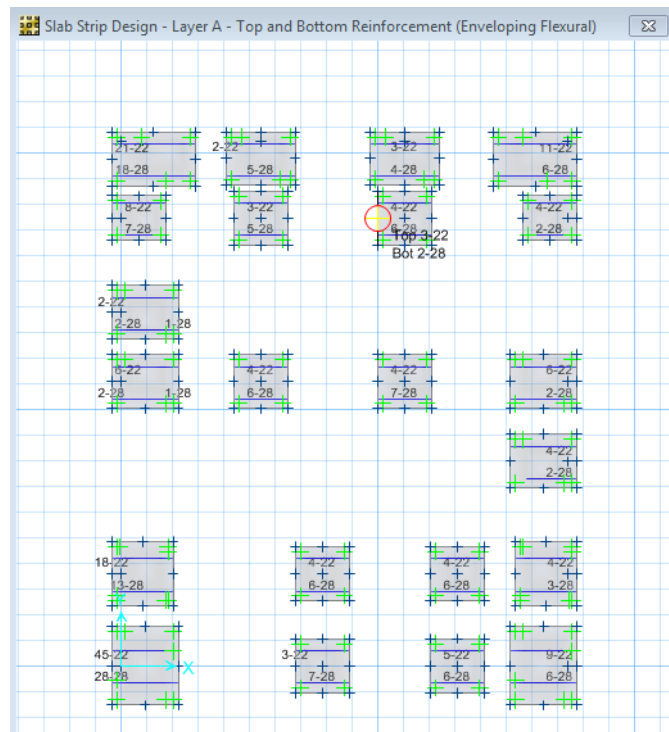 Slab Strip Design - Layer A - Top and Bottom Reinforcement (Enveloping Flexural)
21-22 2-22 3-22 11-22
18-28 5-28 4-28 6-28
8-22 3-22 4-22 4-22
7-28 5-28 6-28 2-28
Top 3-22
Bot 2-28
2-22
2-28 1-28
6-22 4-22 4-22 6-22
2-28 1-28 6-28 7-28 2-28
4-22
2-28
18-22 4-22 4-22 4-22
13-28 6-28 6-28 3-28
45-22 3-22 5-22 9-22
X
28-28 7-28 6-28 6-28